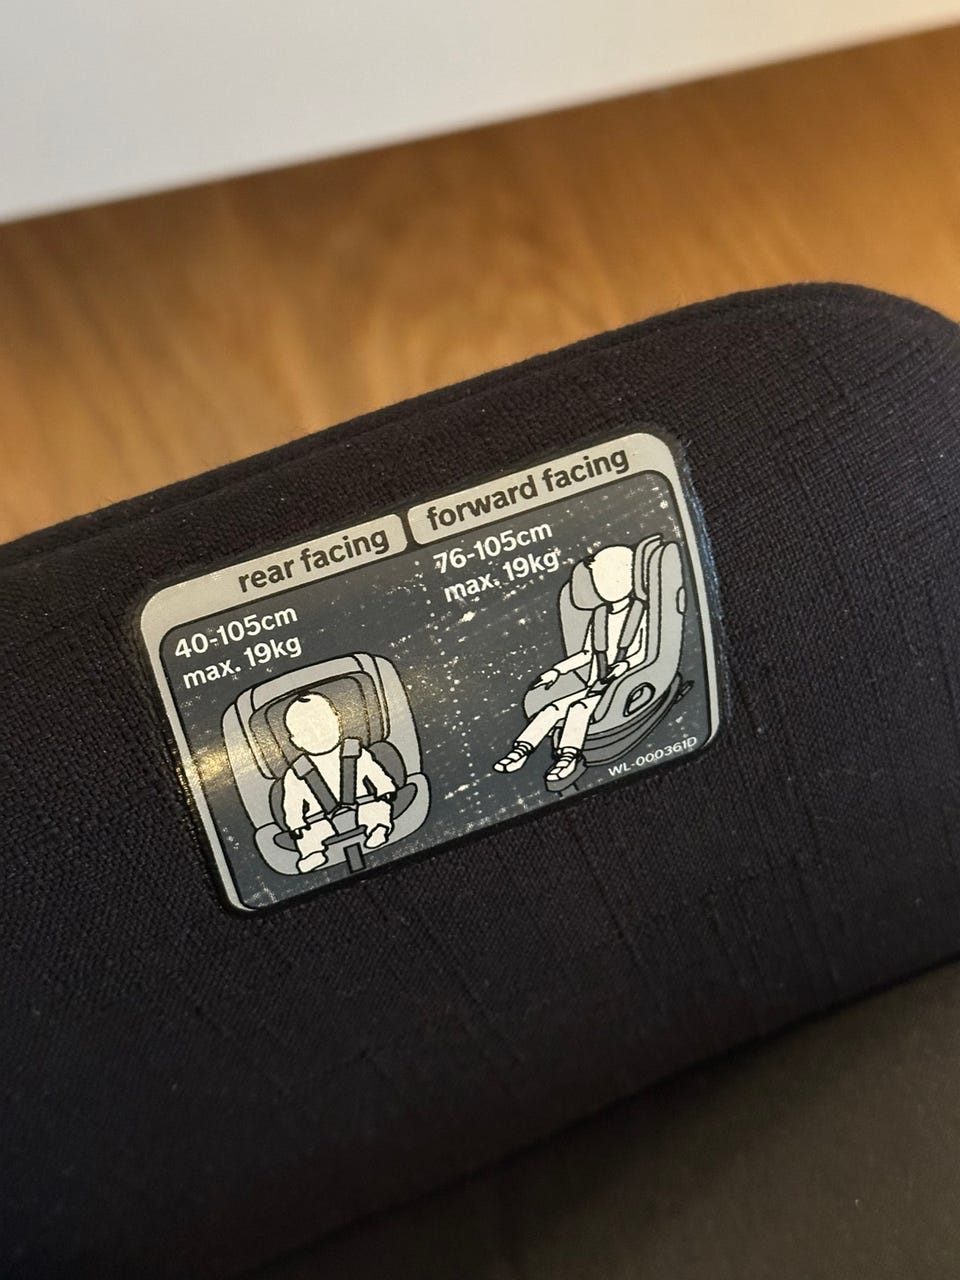 rear facing
forward facing
40-105cm
max. 19kg
76-105cm
max. 19kg
WL-000361D